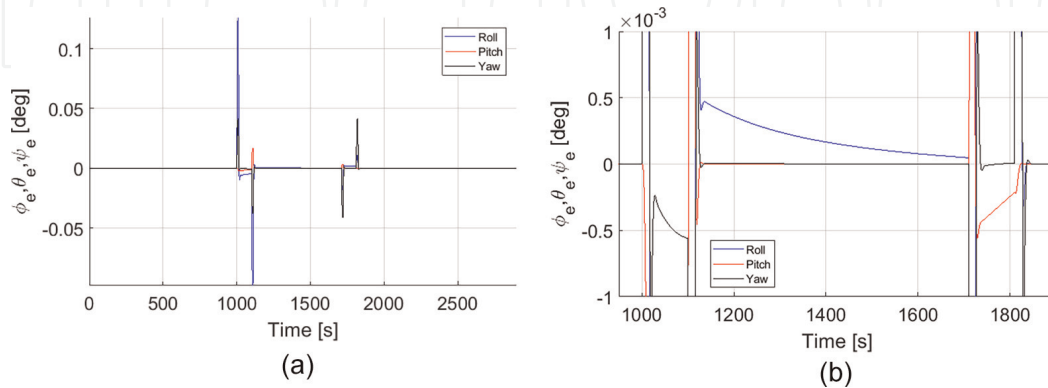 0.1
0.05
0
-0.05
ϕe,θe,ψe [deg]
0 500 1000 1500 2000 2500
Time [s]
Roll
Pitch
Yaw
(a)
×10-3
1
0.5
0
-0.5
-1
ϕe,θe,ψe [deg]
1000 1200 1400 1600 1800
Time [s]
Roll
Pitch
Yaw
(b)